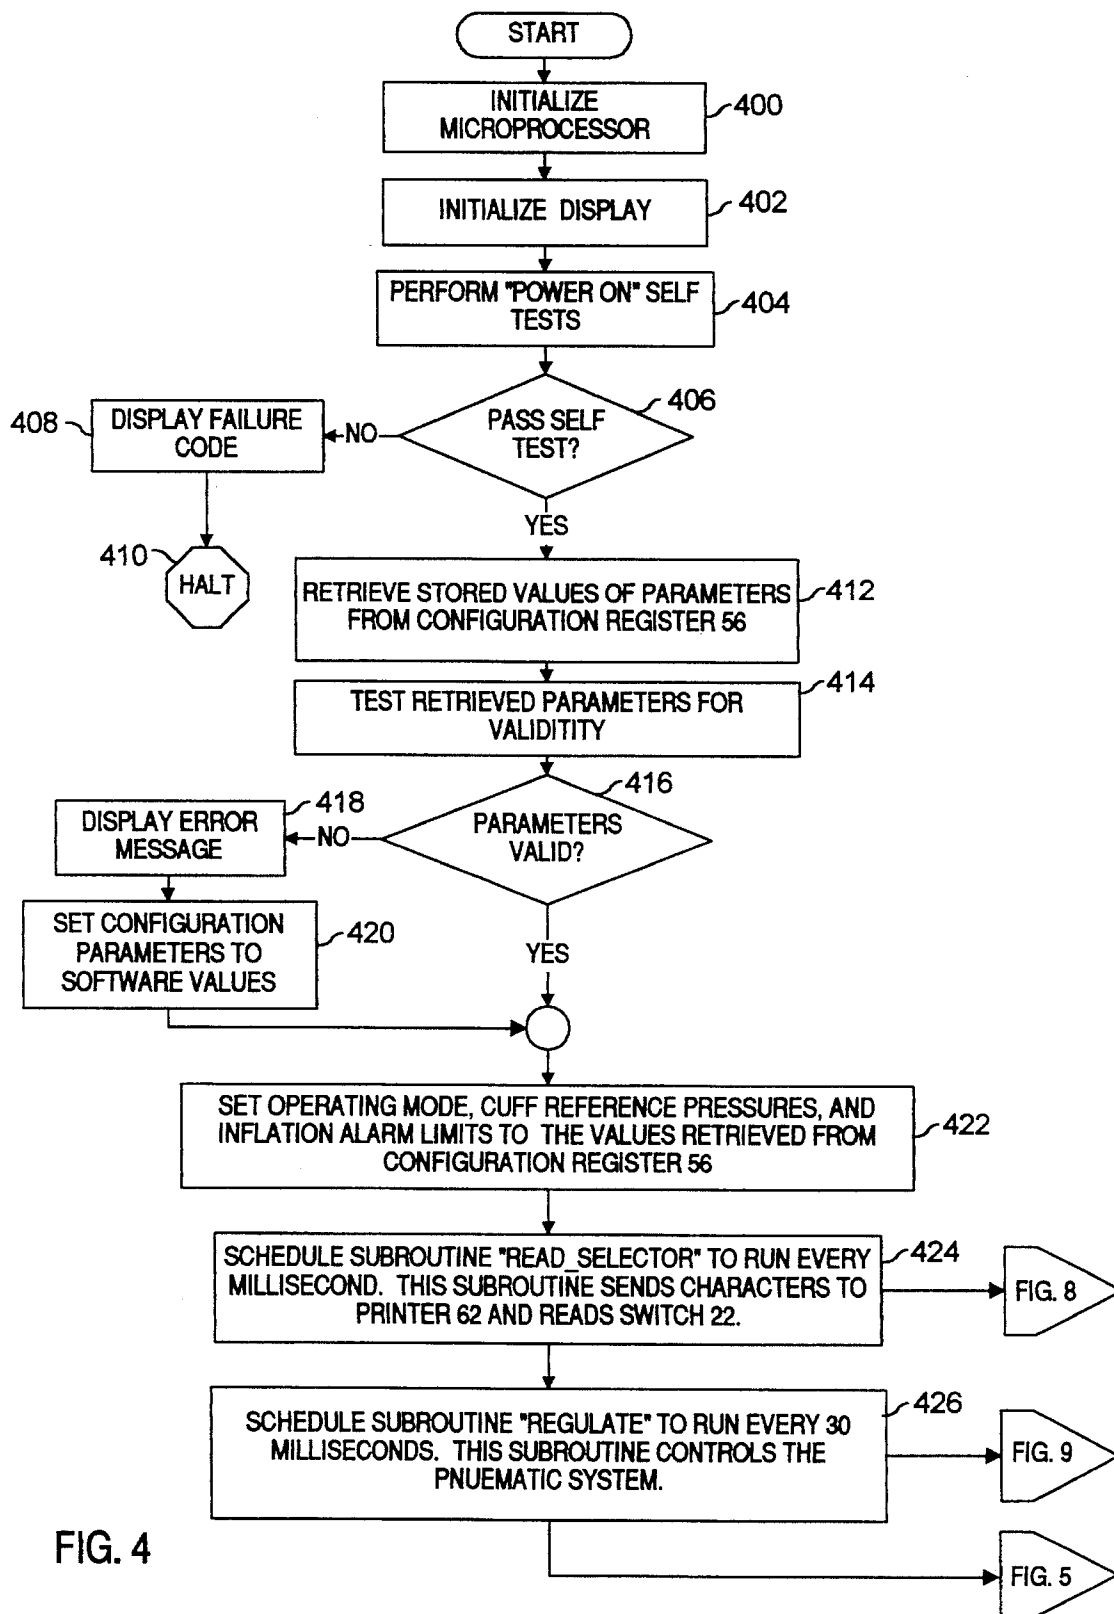 START
INITIALIZE
MICROPROCESSOR
400
INITIALIZE DISPLAY
402
PERFORM "POWER ON" SELF
TESTS
404
PASS SELF
TEST?
406
NO
408
DISPLAY FAILURE
CODE
410
HALT
YES
RETRIEVE STORED VALUES OF PARAMETERS
FROM CONFIGURATION REGISTER 56
412
TEST RETRIEVED PARAMETERS FOR
VALIDITITY
414
PARAMETERS
VALID?
416
NO
DISPLAY ERROR
MESSAGE
418
SET CONFIGURATION
PARAMETERS TO
SOFTWARE VALUES
420
YES
SET OPERATING MODE, CUFF REFERENCE PRESSURES, AND
INFLATION ALARM LIMITS TO THE VALUES RETRIEVED FROM
CONFIGURATION REGISTER 56
422
SCHEDULE SUBROUTINE "READ_SELECTOR" TO RUN EVERY
MILLISECOND. THIS SUBROUTINE SENDS CHARACTERS TO
PRINTER 62 AND READS SWITCH 22.
424
FIG. 8
SCHEDULE SUBROUTINE "REGULATE" TO RUN EVERY 30
MILLISECONDS. THIS SUBROUTINE CONTROLS THE
PNUEMATIC SYSTEM.
426
FIG. 9
FIG. 5
FIG. 4